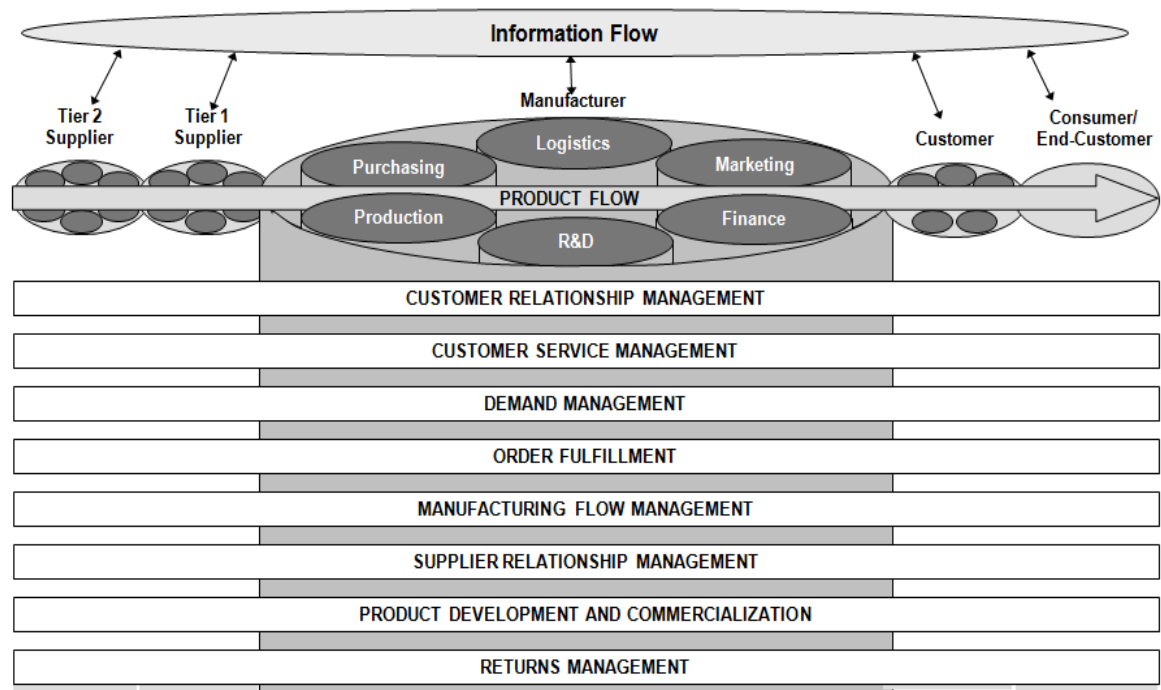 Information Flow
Tier 2
Supplier
Tier 1
Supplier
Manufacturer
Customer
Consumer/
End-Customer
Purchasing
Logistics
Marketing
PRODUCT FLOW
Production
R&D
Finance
CUSTOMER RELATIONSHIP MANAGEMENT
CUSTOMER SERVICE MANAGEMENT
DEMAND MANAGEMENT
ORDER FULFILLMENT
MANUFACTURING FLOW MANAGEMENT
SUPPLIER RELATIONSHIP MANAGEMENT
PRODUCT DEVELOPMENT AND COMMERCIALIZATION
RETURNS MANAGEMENT